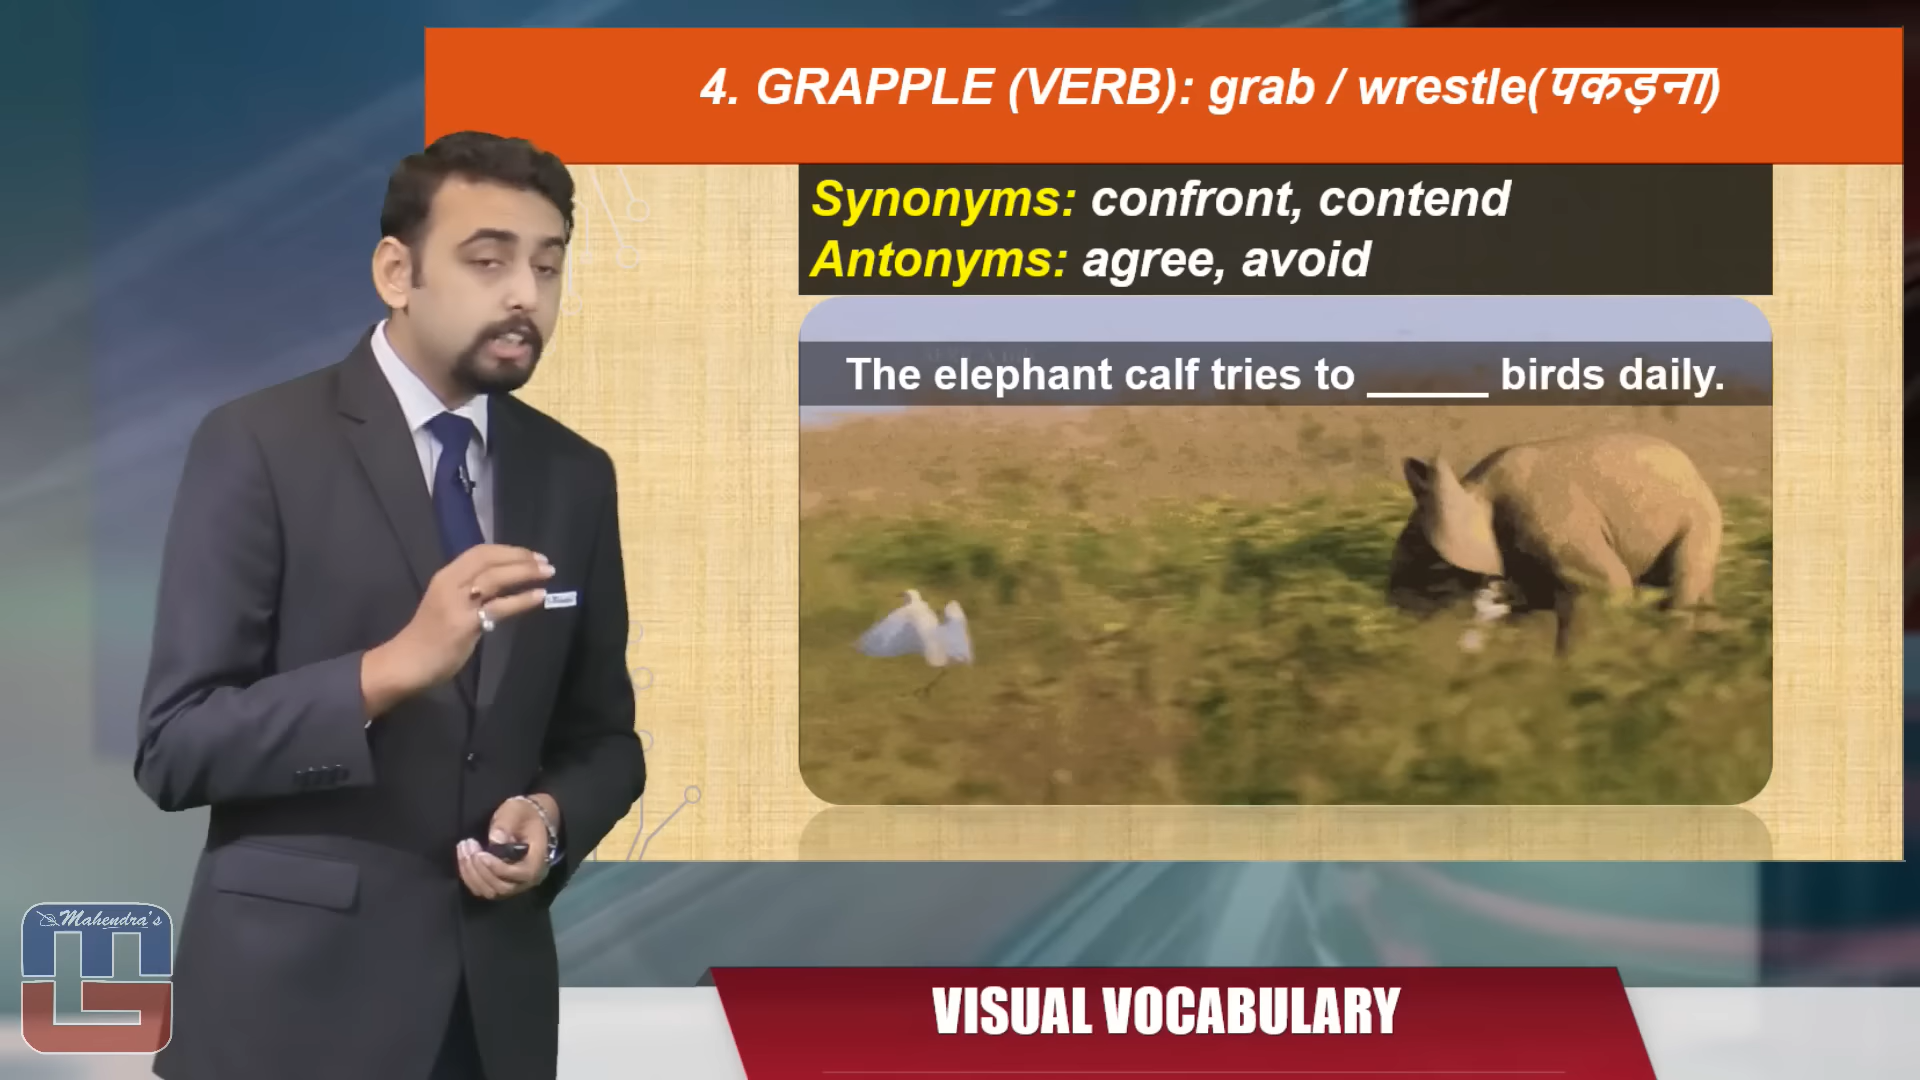 4. GRAPPLE (VERB): grab / wrestle(पकड़ना)
Synonyms: confront, contend
Antonyms: agree, avoid
The elephant calf tries to ______ birds daily.
Mahendra's
VISUAL VOCABULARY